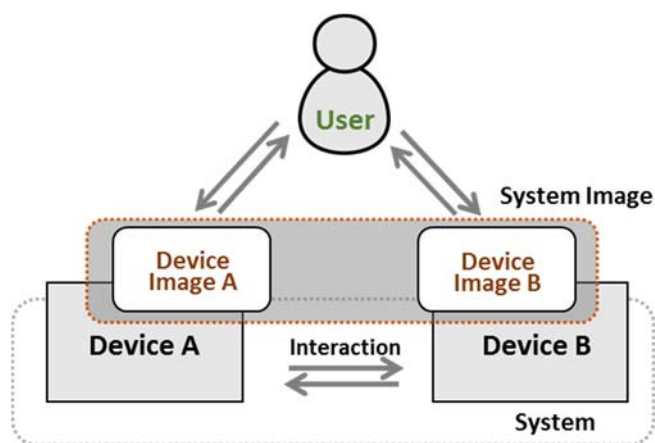 User
System Image
Device
Image A
Device
Image B
Device A
Interaction
Device B
System